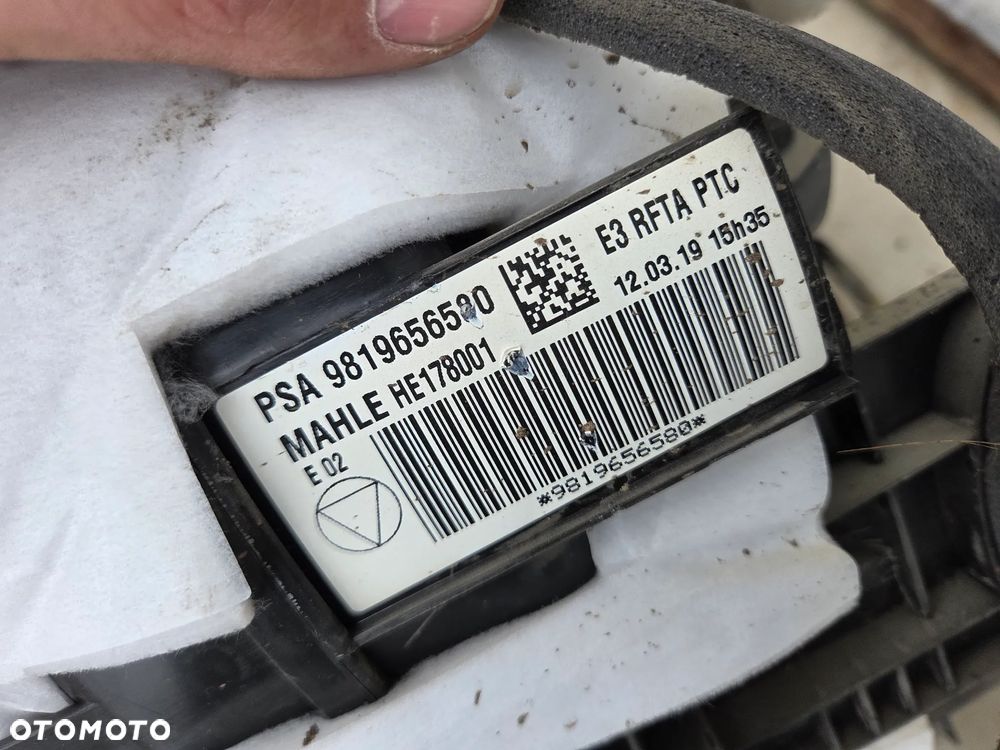 E3 RFTA PTC
12.03.19 15h35
PSA 9819656580
MAHLE HE178001
E 02
*9819656580*
OTOMOTO